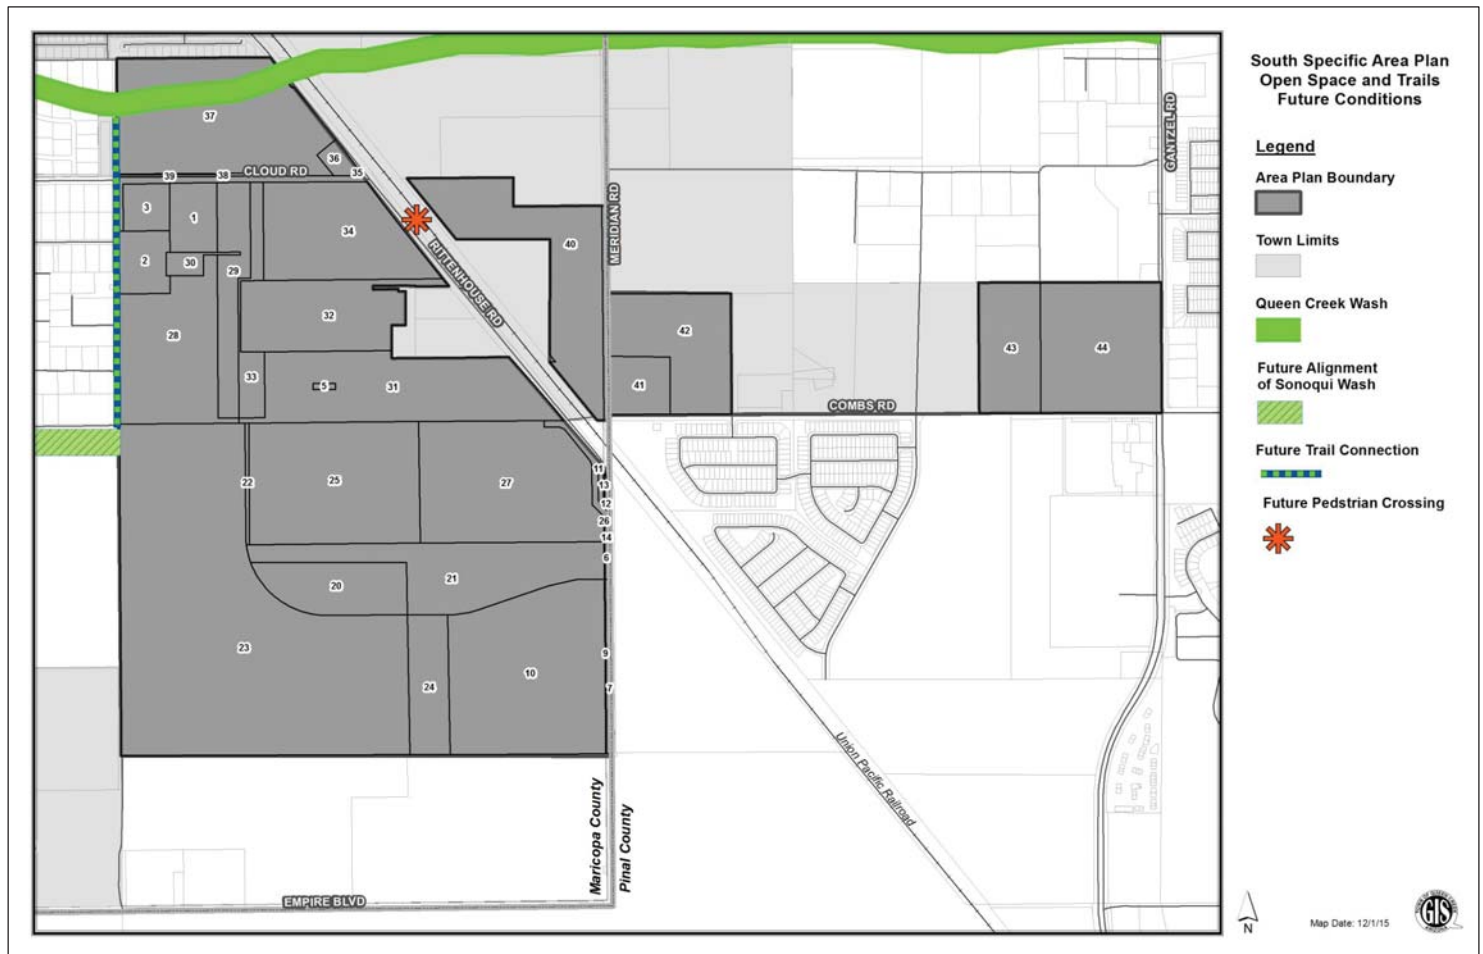 South Specific Area Plan
Open Space and Trails
Future Conditions
Legend
Area Plan Boundary
Town Limits
Queen Creek Wash
Future Alignment
of Sonoqui Wash
Future Trail Connection
Future Pedstrian Crossing
GANTZEL RD
37
36
39
38
CLOUD RD
35
3
1
34
RITTENHOUSE RD
40
MERIDIAN RD
2
30
29
28
32
42
43
44
33
5
31
41
COMBS RD
22
25
27
11
13
12
26
14
6
20
21
23
24
10
9
7
Union Pacific Railroad
Maricopa County
Pinal County
EMPIRE BLVD
N
Map Date: 12/1/15
GIS